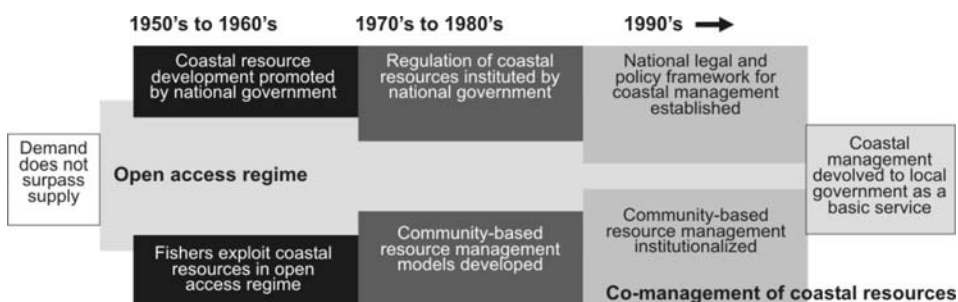 1950's to 1960's
1970's to 1980's
1990's
Coastal resource
development promoted
by national government
Regulation of coastal
resources instituted by
national government
National legal and
policy framework for
coastal management
established
Demand
does not
surpass
supply
Open access regime
Coastal
management
devolved to local
government as a
basic service
Fishers exploit coastal
resources in open
access regime
Community-based
resource management
models developed
Community-based
resource management
institutionalized
Co-management of coastal resources